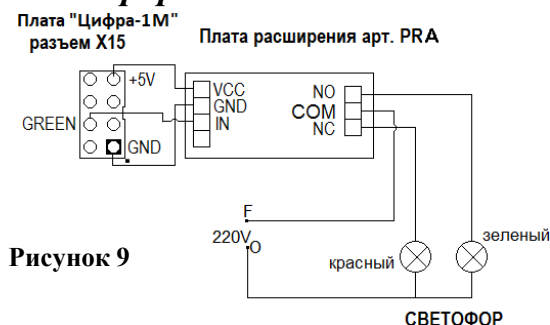 Плата "Цифра-1М"
разъем X15
Плата расширения арт. PRA
+5V
GREEN
GND
VCC
GND
IN
NO
COM
NC
F
220V
O
красный
зеленый
СВЕТОФОР
Рисунок 9